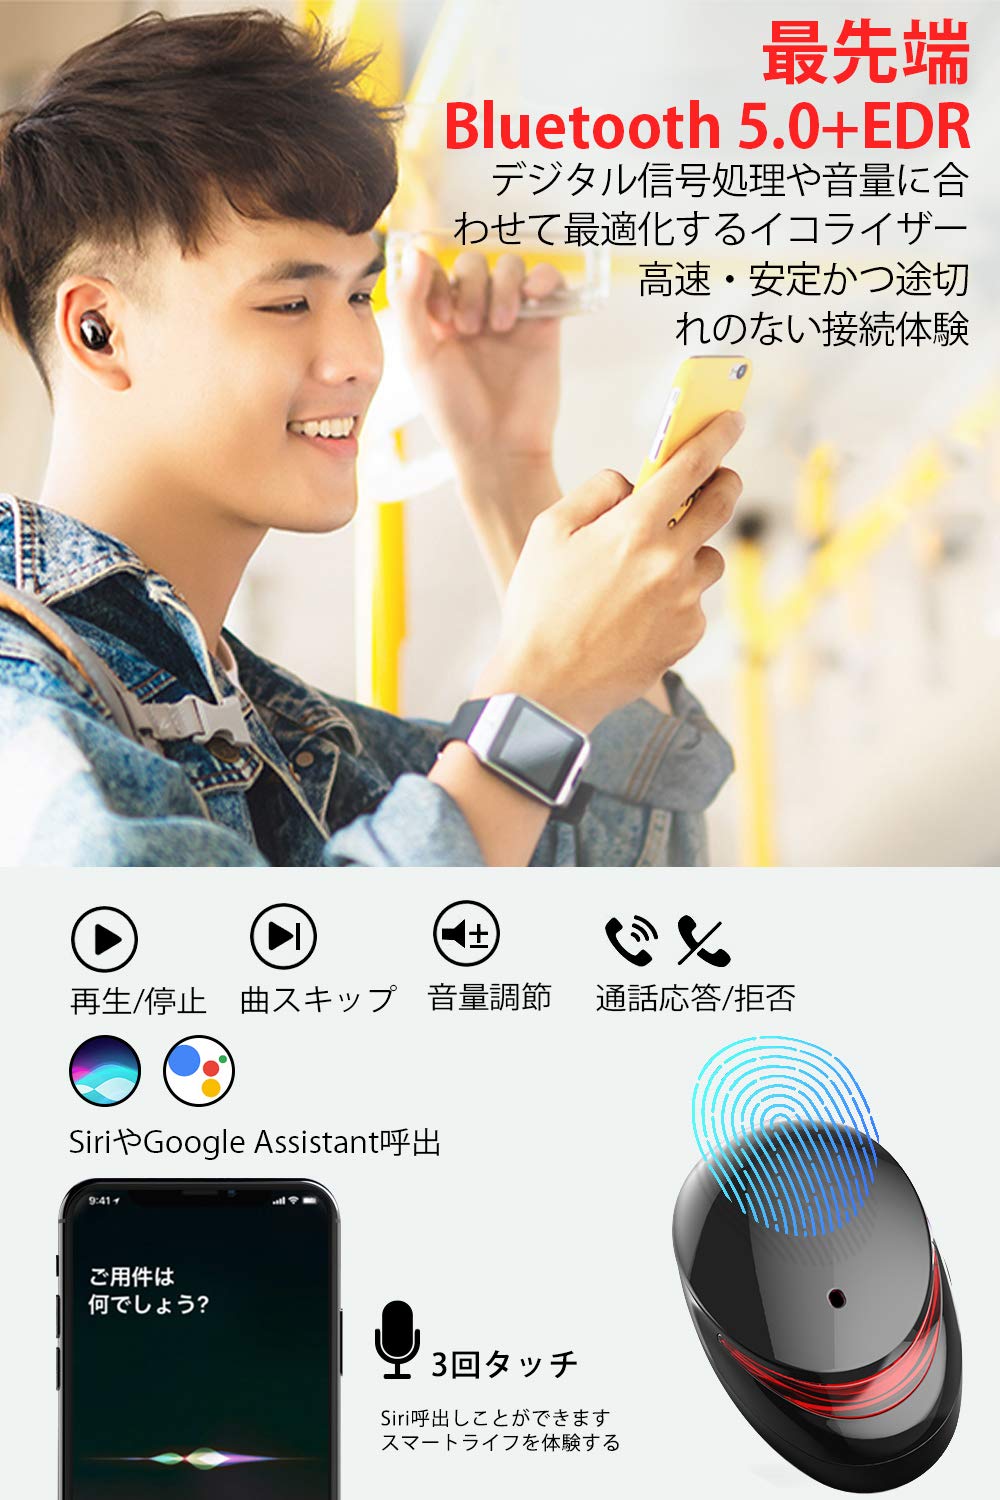 最先端
Bluetooth 5.0+EDR
デジタル信号処理や音量に合
わせて最適化するイコライザー
高速・安定かつ途切
れのない接続体験
再生/停止
曲スキップ
音量調節
通話応答/拒否
SiriやGoogle Assistant呼出
9:41
ご用件は
何でしょう?
3回タッチ
Siri呼出しことができます
スマートライフを体験する